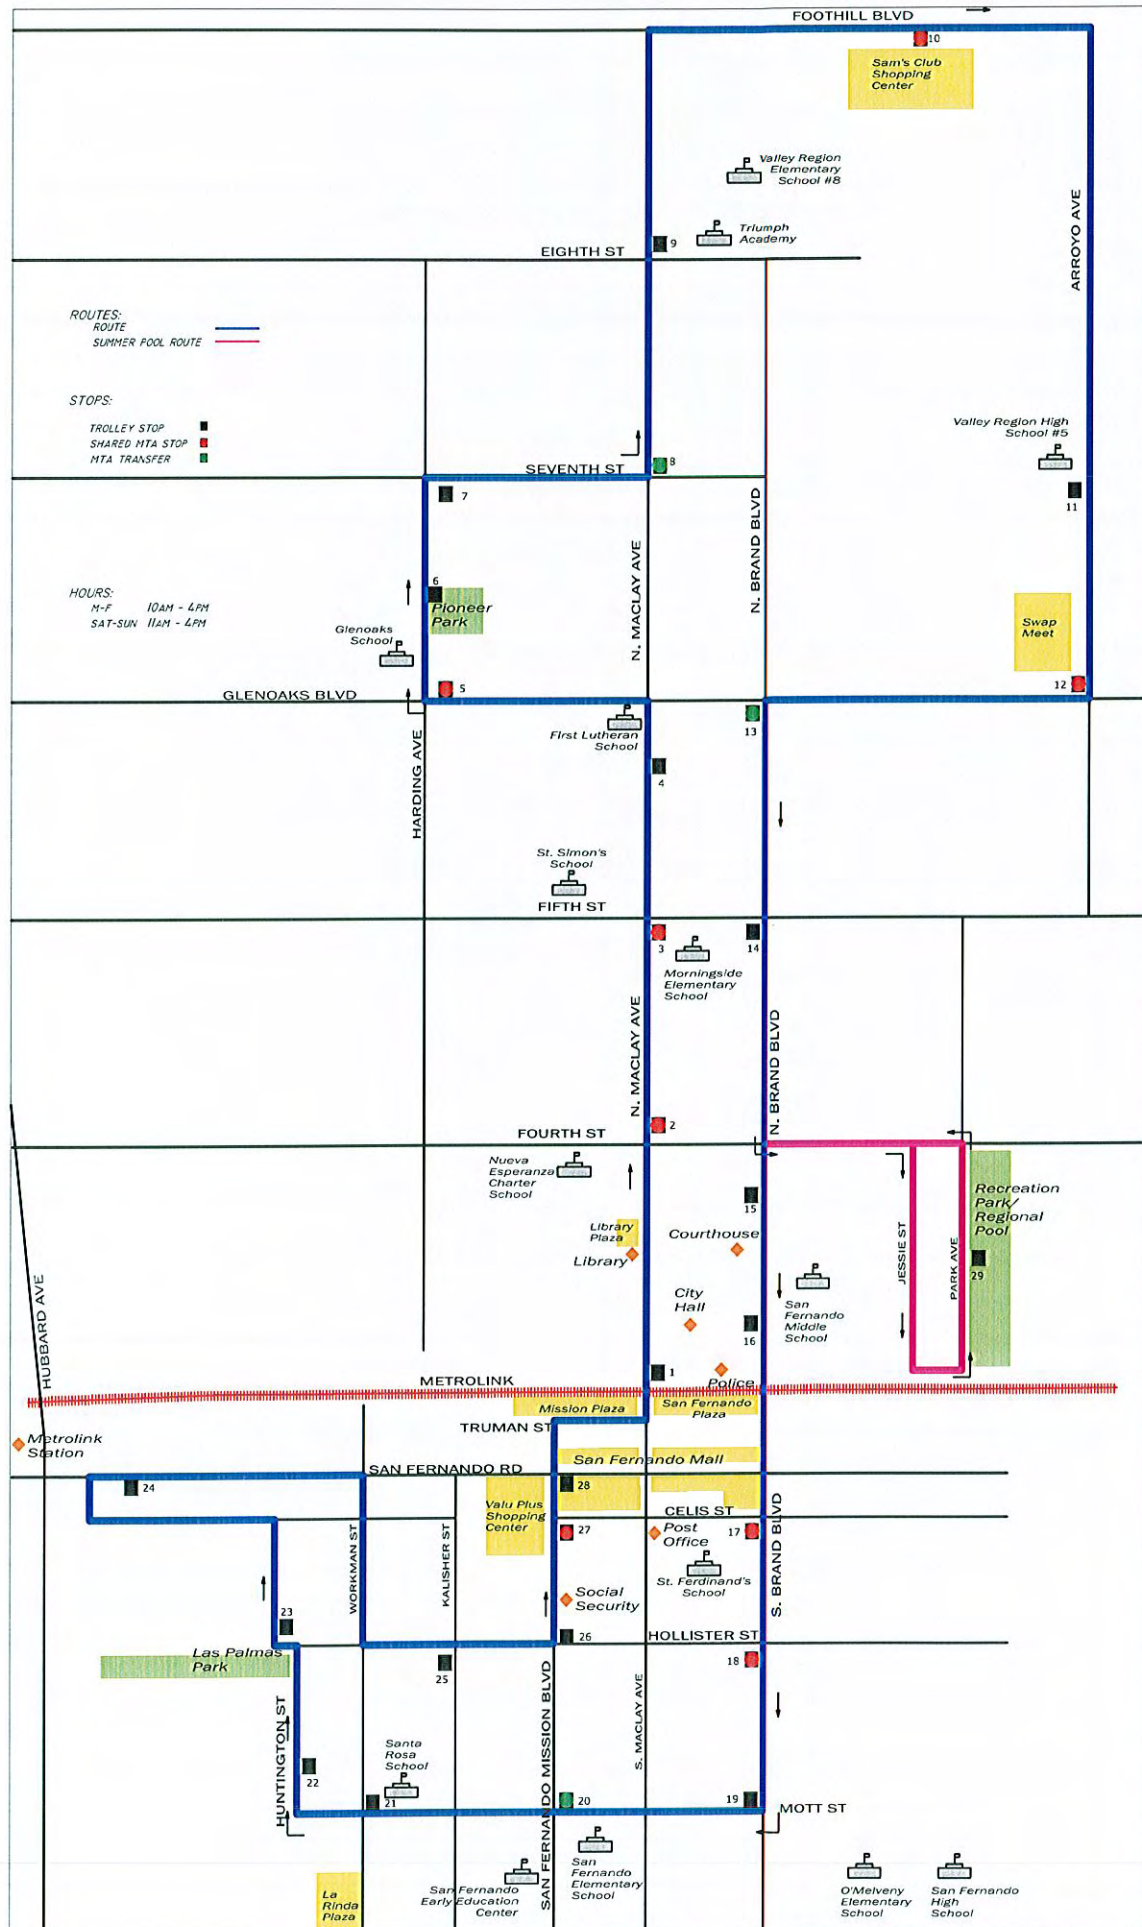 FOOTHILL BLVD
10
Sam's Club
Shopping
Center
Valley Region
Elementary
School #8
Triumph
Academy
9
EIGHTH ST
ARROYO AVE
ROUTES:
ROUTE
SUMMER POOL ROUTE
STOPS:
TROLLEY STOP
SHARED MTA STOP
MTA TRANSFER
Valley Region High
School #5
8
SEVENTH ST
7
11
N. MACLAY AVE
N. BRAND BLVD
HOURS:
M-F 10AM - 4PM
SAT-SUN 11AM - 4PM
6
Pioneer
Park
Glenoaks
School
Swap
Meet
5
12
GLENOAKS BLVD
First Lutheran
School
13
HARDING AVE
4
St. Simon's
School
FIFTH ST
3
14
Morningside
Elementary
School
N. MACLAY AVE
N. BRAND BLVD
2
FOURTH ST
Nueva
Esperanza
Charter
School
15
Recreation
Park/
Regional
Pool
Library
Plaza
Library
Courthouse
JESSIE ST
PARK AVE
29
HUBBARD AVE
City
Hall
16
San
Fernando
Middle
School
1
Police
METROLINK
Mission Plaza
San Fernando
Plaza
TRUMAN ST
Metrolink
Station
San Fernando Mall
SAN FERNANDO RD
24
28
Valu Plus
Shopping
Center
CELIS ST
27
Post
Office
17
WORKMAN ST
KALISHER ST
S. BRAND BLVD
St. Ferdinand's
School
Social
Security
23
26
HOLLISTER ST
Las Palmas
Park
25
18
HUNTINGTON ST
SAN FERNANDO MISSION BLVD
S. MACLAY AVE
Santa
Rosa
School
22
21
20
19
MOTT ST
La
Rinda
Plaza
San Fernando
Early Education
Center
San
Fernando
Elementary
School
O'Melveny
Elementary
School
San Fernando
High
School